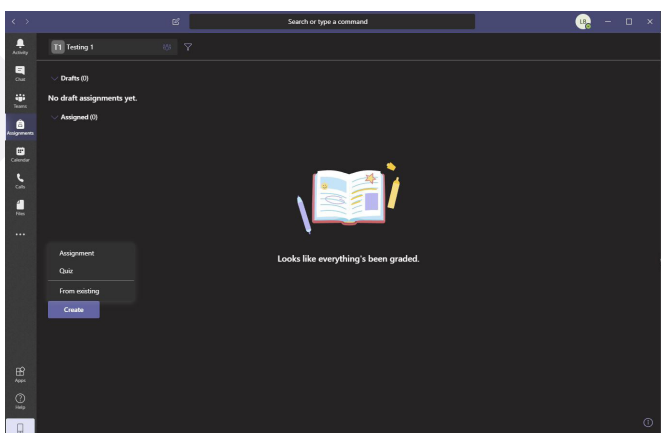 Search or type a command
LB
Activity
Chat
Teams
Assignments
Calendar
Calls
Files
Apps
Help
T1 Testing 1
Drafts (0)
No draft assignments yet.
Assigned (0)
Looks like everything's been graded.
Assignment
Quiz
From existing
Create